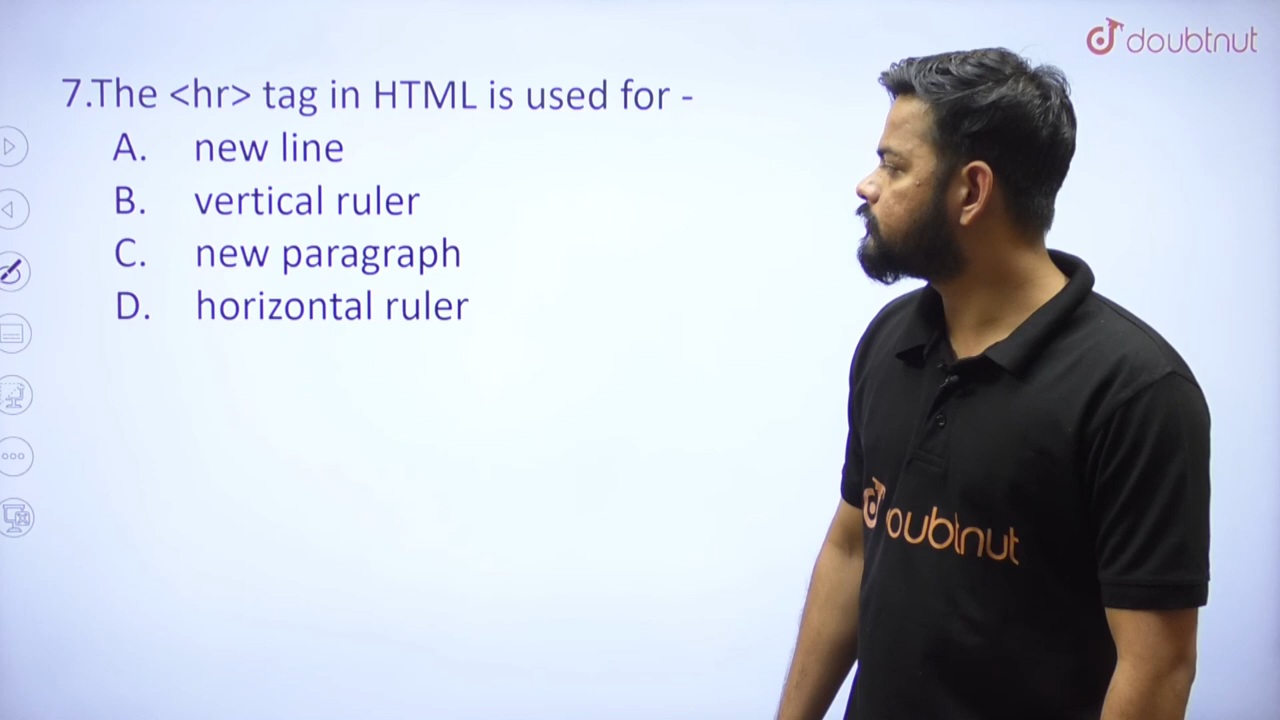 doubtnut
7.The <hr> tag in HTML is used for -
A. new line
B. vertical ruler
C. new paragraph
D. horizontal ruler
doubtnut